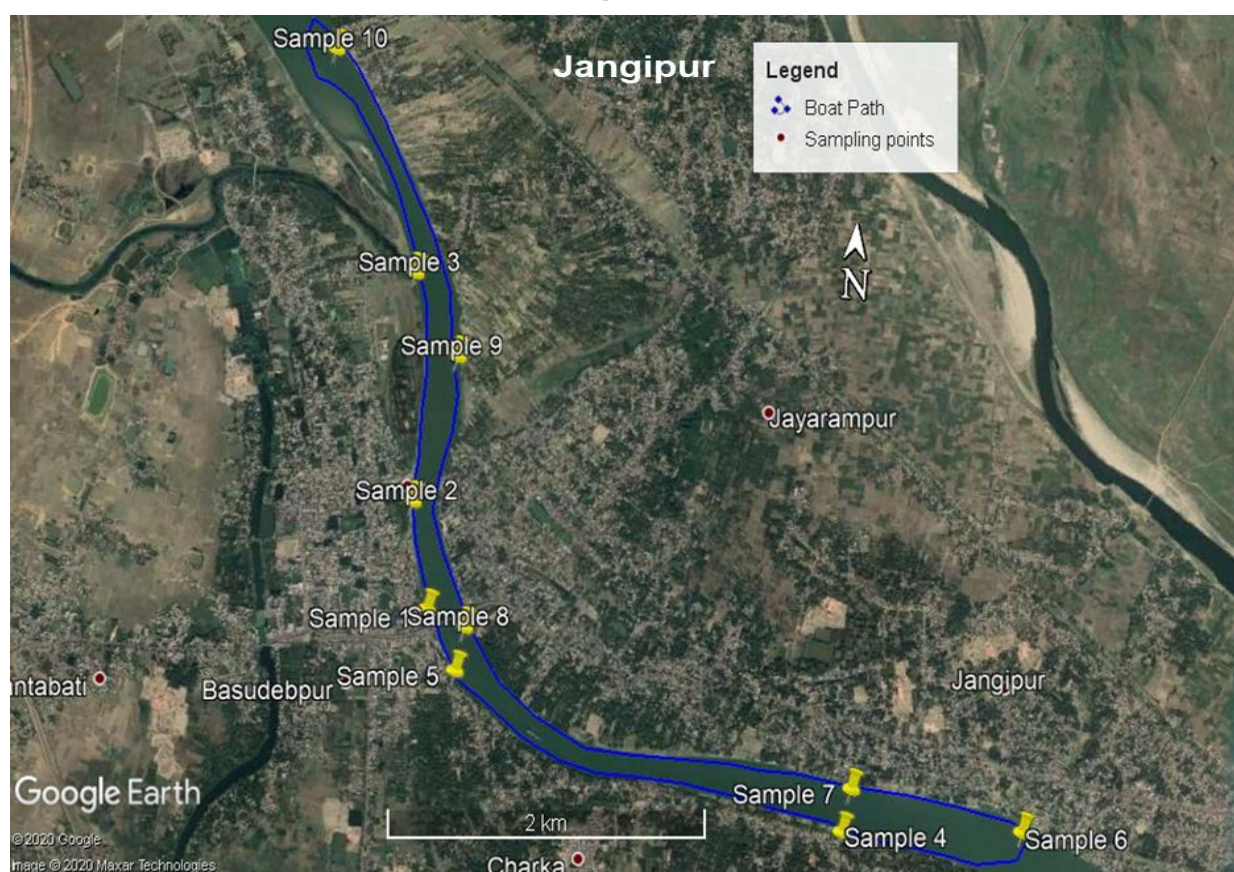 Sample 10
Jangipur
Legend
Boat Path
Sampling points
Sample 3
N
Sample 9
Jayarampur
Sample 2
Sample 1
Sample 8
Sample 5
ntabati
Basudebpur
Jangipur
Google Earth
Sample 7
2 km
Sample 4
Sample 6
©2020 Google
Image © 2020 Maxar Technologies
Charka